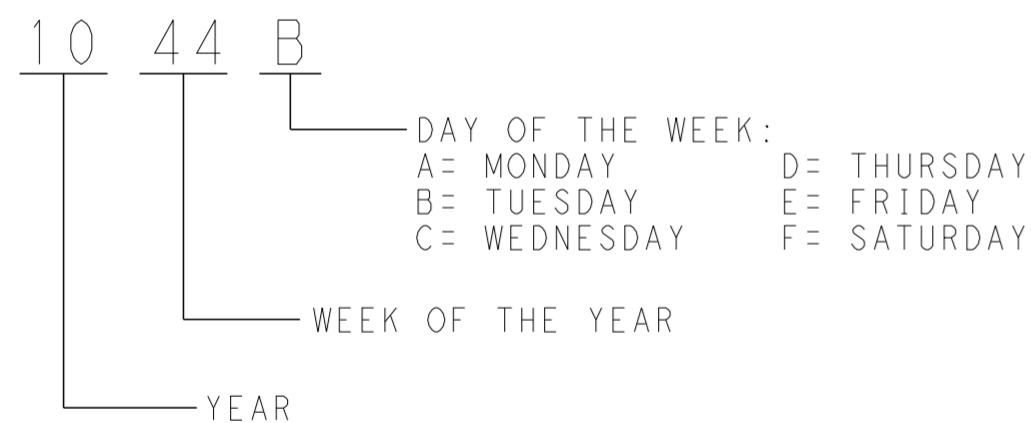 10 44 B
DAY OF THE WEEK:
A= MONDAY D= THURSDAY
B= TUESDAY E= FRIDAY
C= WEDNESDAY F= SATURDAY
WEEK OF THE YEAR
YEAR